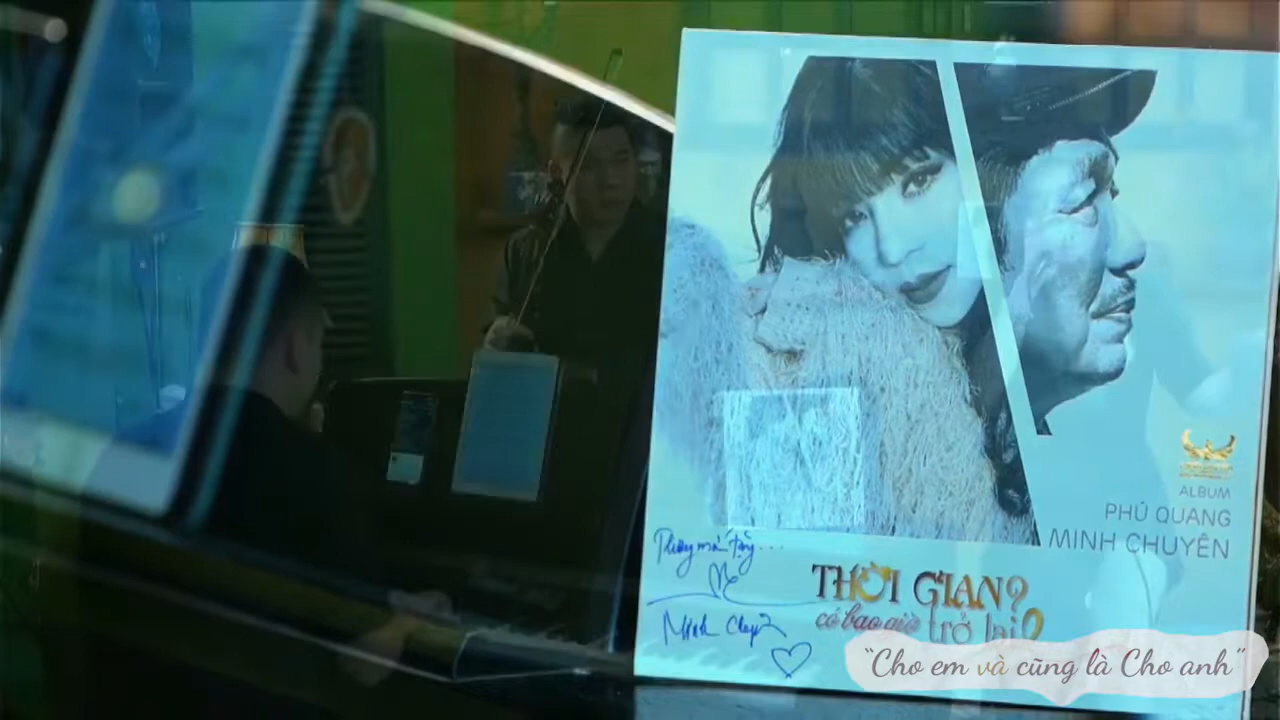 ALBUM
PHÚ QUANG
MINH CHUYÊN
THỜI GIAN?
có bao giờ trở lại?
Minh
"Cho em và cũng là Cho anh"